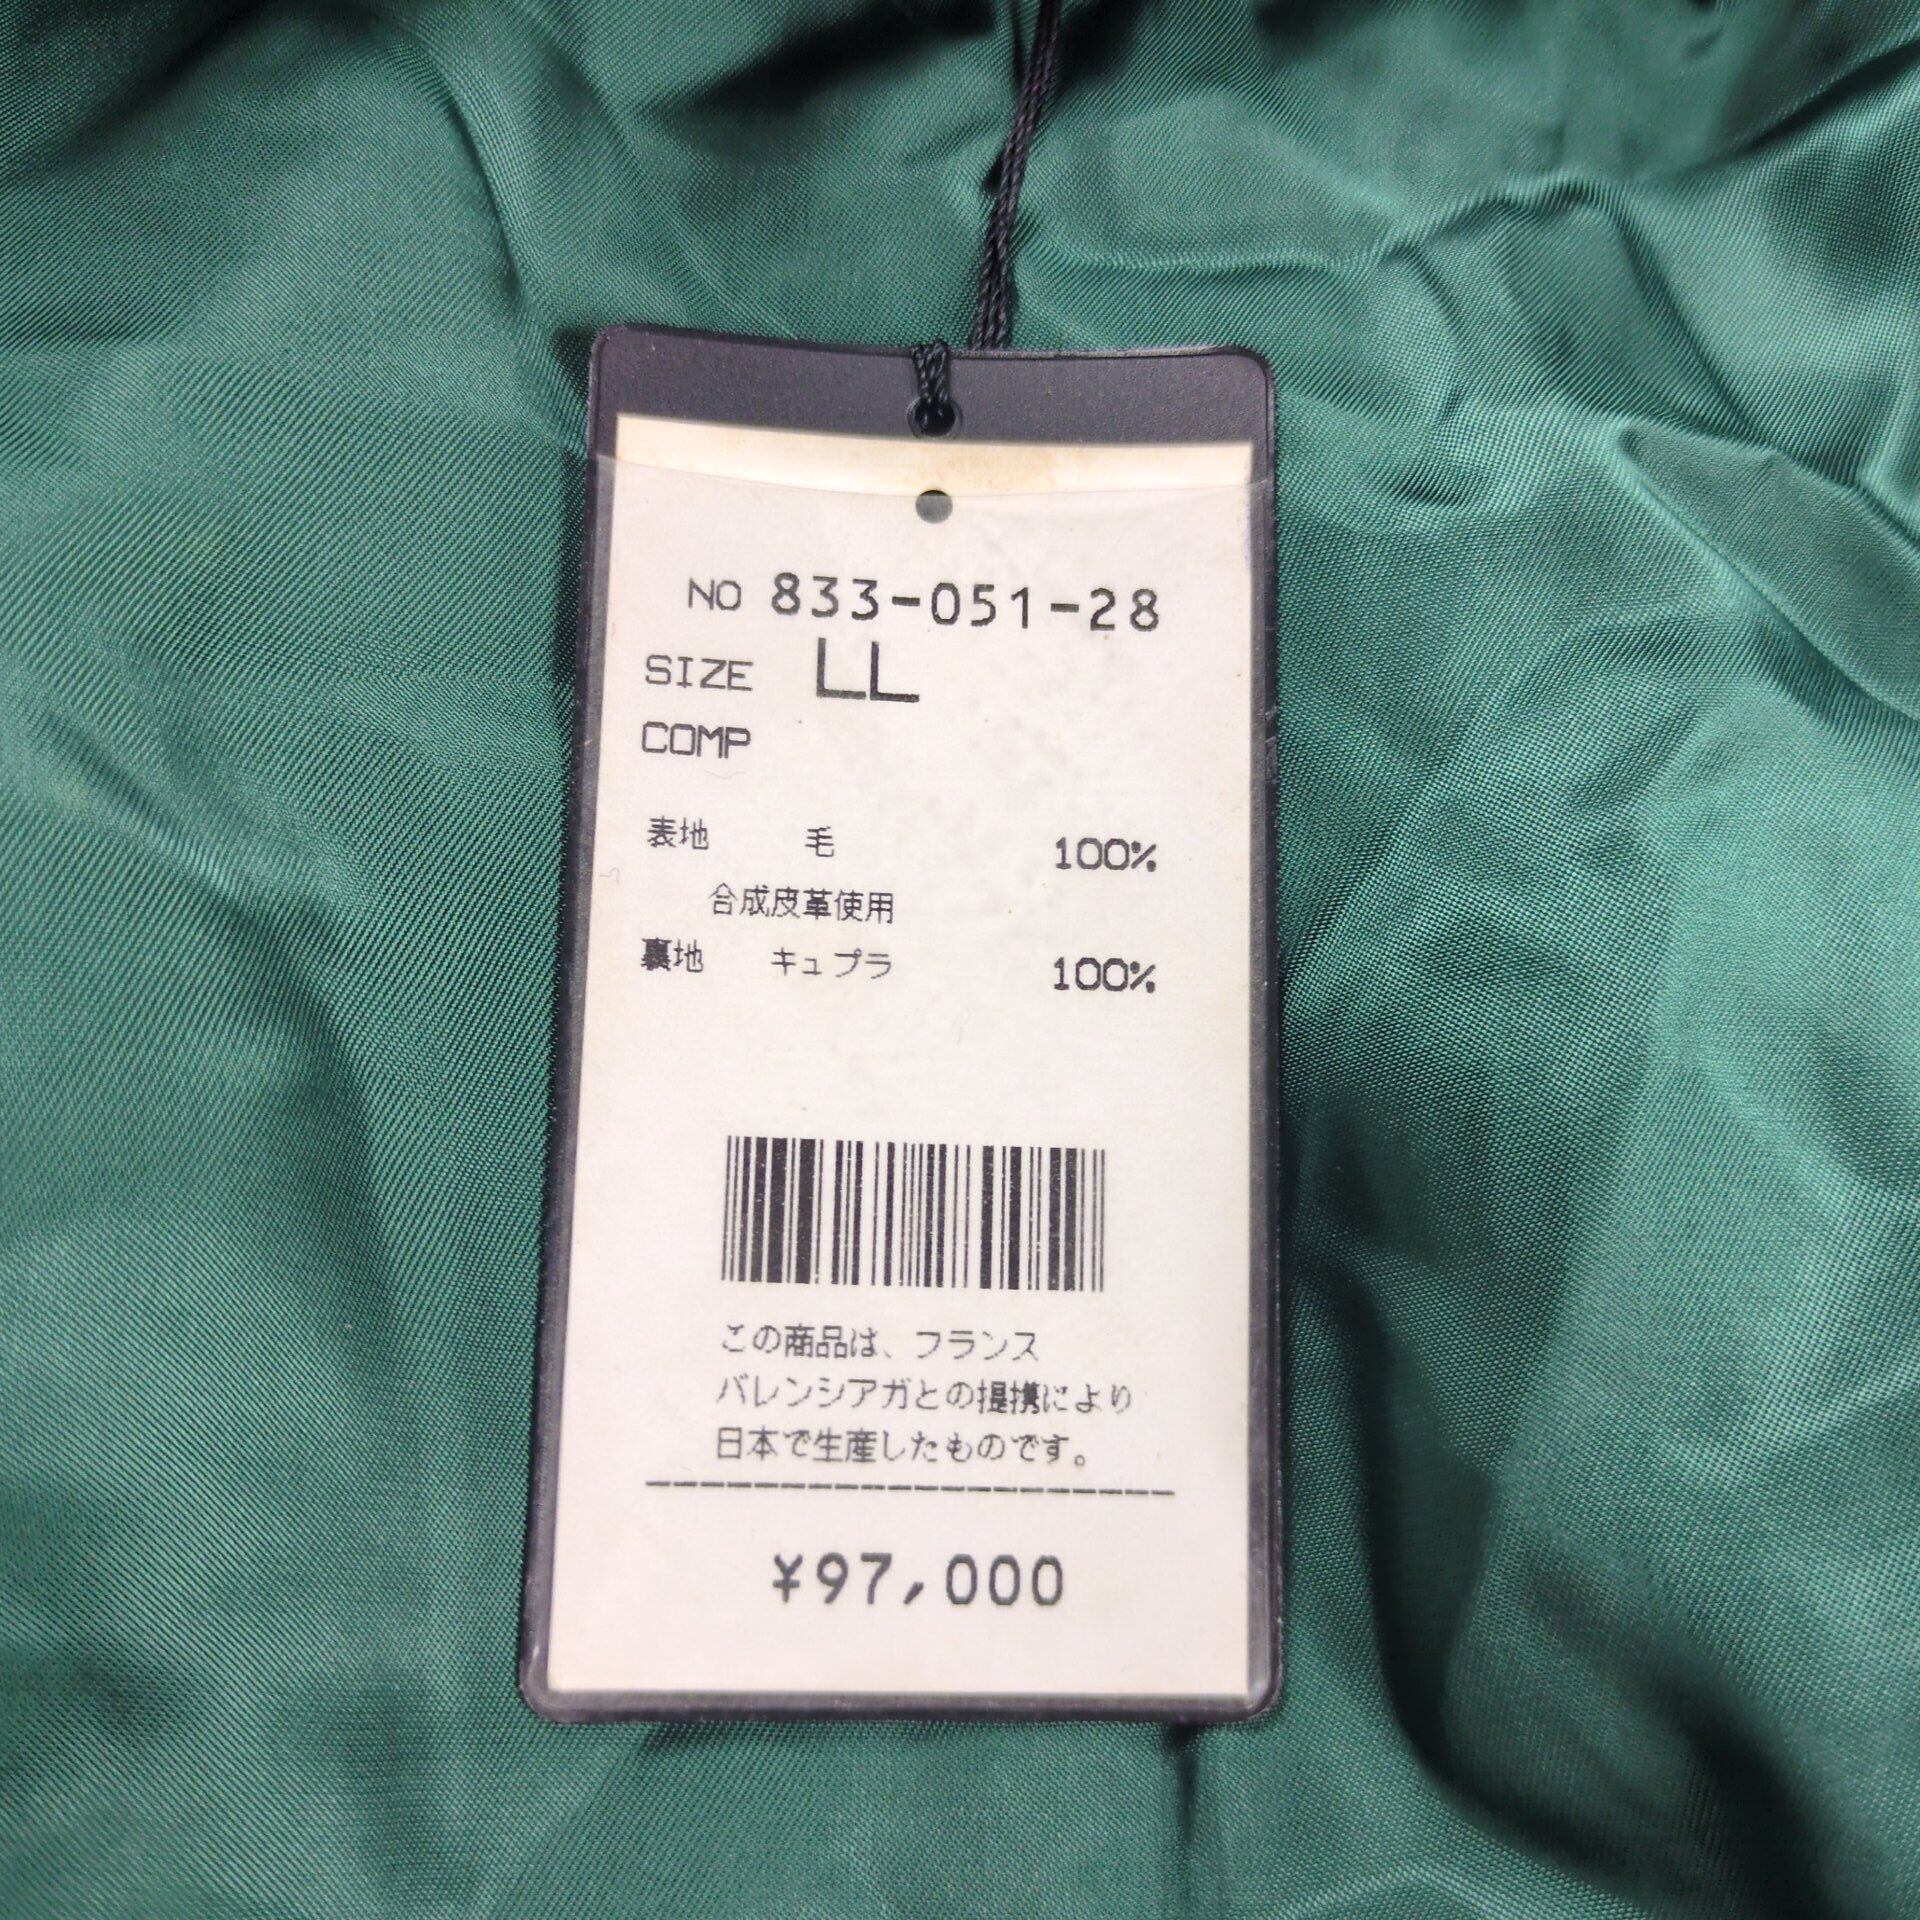 NO 833-051-28
SIZE LL
COMP
表地 毛 100%
合成皮革使用
裏地 キュプラ 100%
この商品は、フランス
バレンシアガとの提携により
日本で生産したものです。
¥97,000